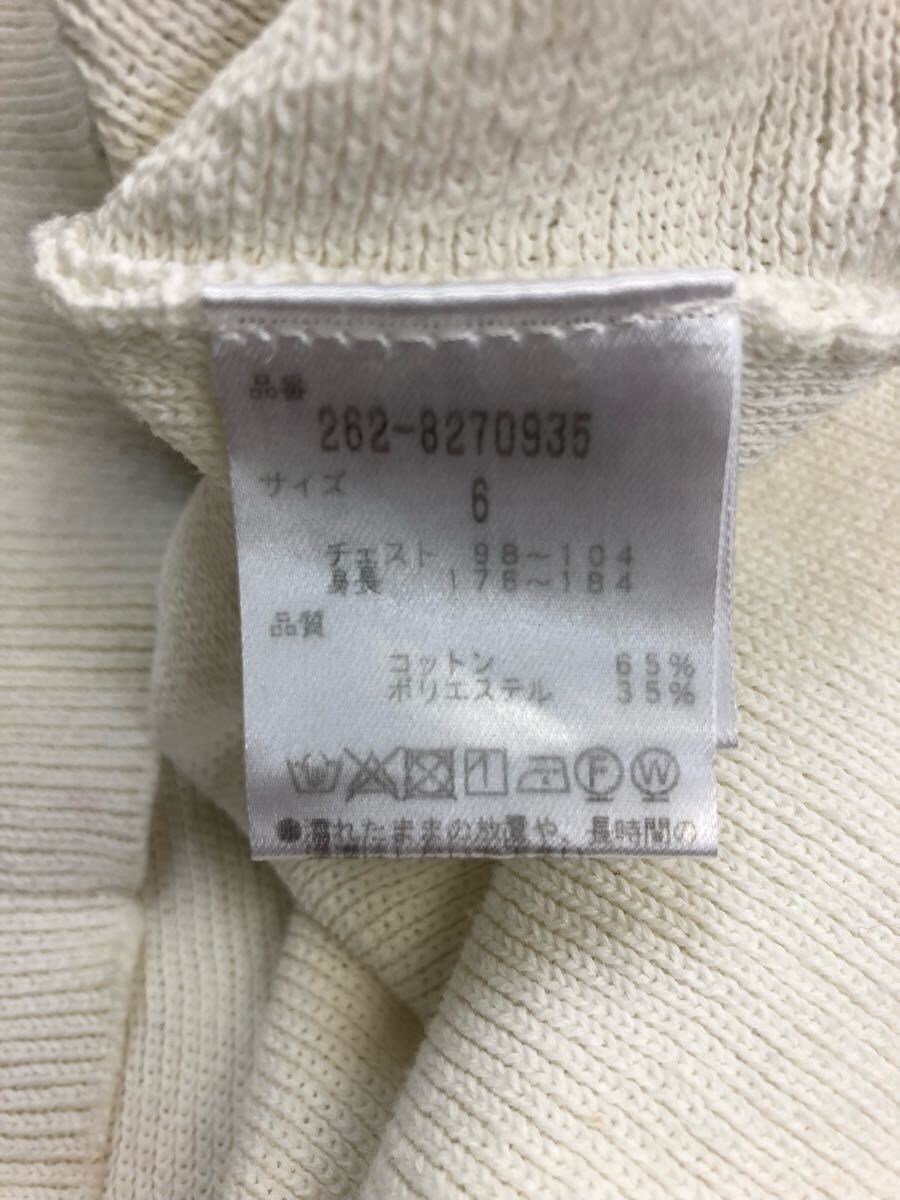 品番
262-8270935
サイズ 6
チェスト 98~104
身長 176~184
品質
コットン 65%
ポリエステル 35%
F W
●濡れたままの放置や、長時間の